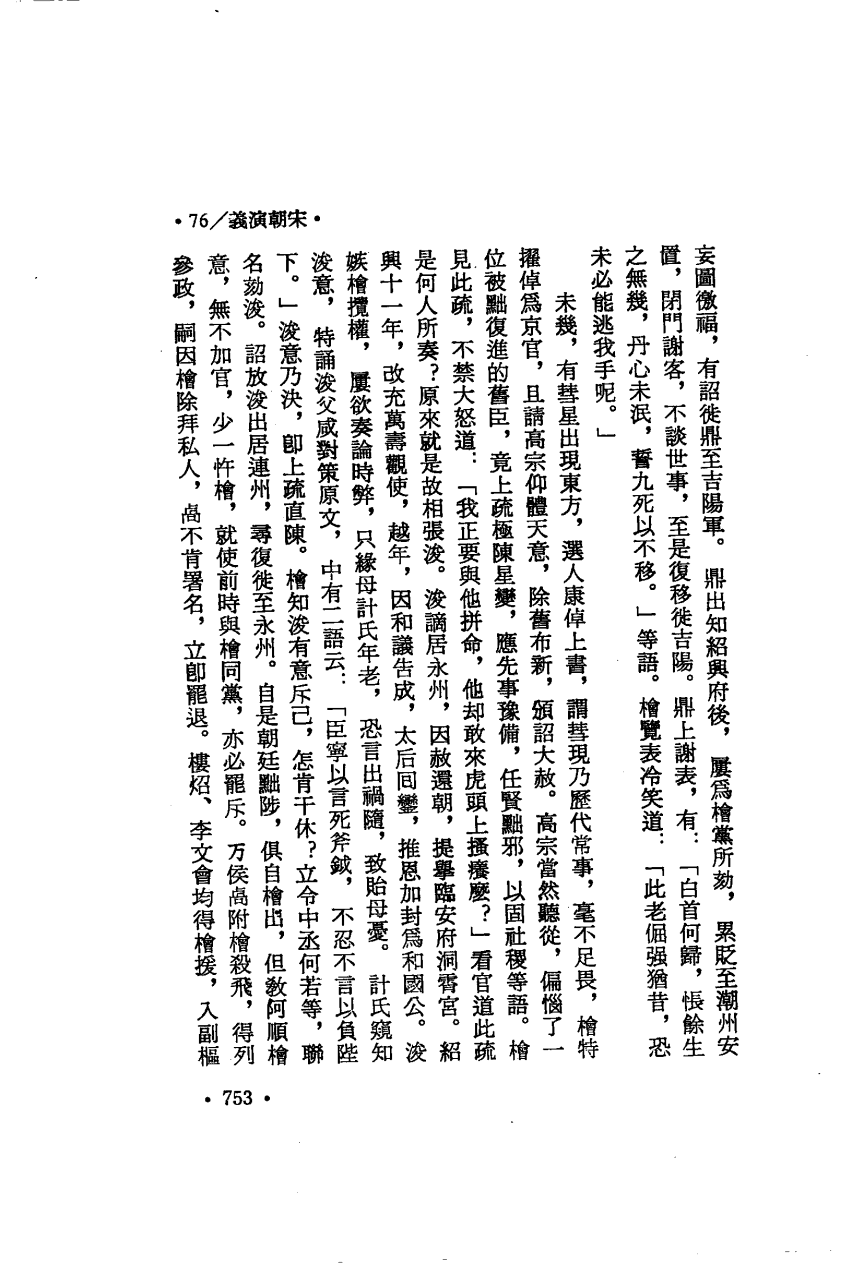 •76／義演朝宋•
妄圖徼福，有詔徙鼎至吉陽軍。鼎出知紹興府後，屢爲檜黨所劾，累貶至潮州安
置，閉門謝客，不談世事，至是復移徙吉陽。鼎上謝表，有：「白首何歸，悵餘生
之無幾，丹心未泯，誓九死以不移。」等語。檜覽表冷笑道：「此老倔强猶昔，恐
未必能逃我手呢。」
未幾，有彗星出現東方，選人康倬上書，謂彗現乃歷代常事，毫不足畏，檜特
擢倬爲京官，且請高宗仰體天意，除舊布新，頒詔大赦。高宗當然聽從，偏惱了一
位被黜復進的舊臣，竟上疏極陳星變，應先事豫備，任賢黜邪，以固社稷等語。檜
見此疏，不禁大怒道：「我正要與他拼命，他却敢來虎頭上搔癢麽？」看官道此疏
是何人所奏？原來就是故相張浚。浚謫居永州，因赦還朝，提舉臨安府洞霄宮。紹
興十一年，改充萬壽觀使，越年，因和議告成，太后回鑾，推恩加封爲和國公。浚
嫉檜攬權，屢欲奏論時弊，只緣母計氏年老，恐言出禍隨，致貽母憂。計氏窺知
浚意，特誦浚父咸對策原文，中有二語云：「臣寧以言死斧鉞，不忍不言以負陛
下。」浚意乃決，卽上疏直陳。檜知浚有意斥己，怎肯干休？立令中丞何若等，聯
名劾浚。詔放浚出居連州，尋復徙至永州。自是朝廷黜陟，俱自檜出，但敎阿順檜
意，無不加官，少一忤檜，就使前時與檜同黨，亦必罷斥。万俟卨附檜殺飛，得列
參政，嗣因檜除拜私人，卨不肯署名，立卽罷退。樓炤、李文會均得檜援，入副樞
•753•